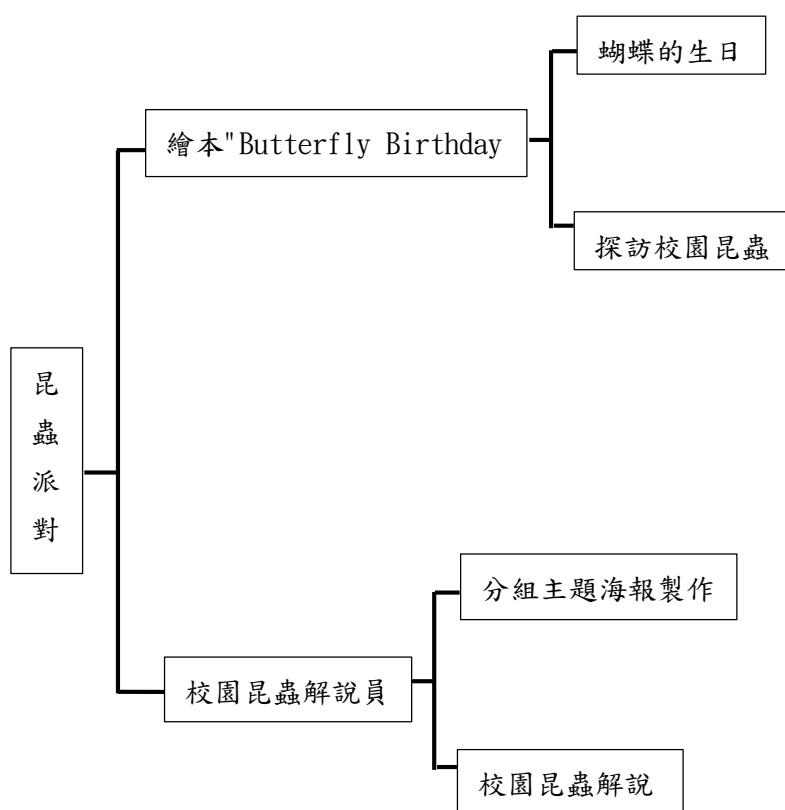 蝴蝶的生日
繪本"Butterfly Birthday
探訪校園昆蟲
昆蟲派對
分組主題海報製作
校園昆蟲解說員
校園昆蟲解說